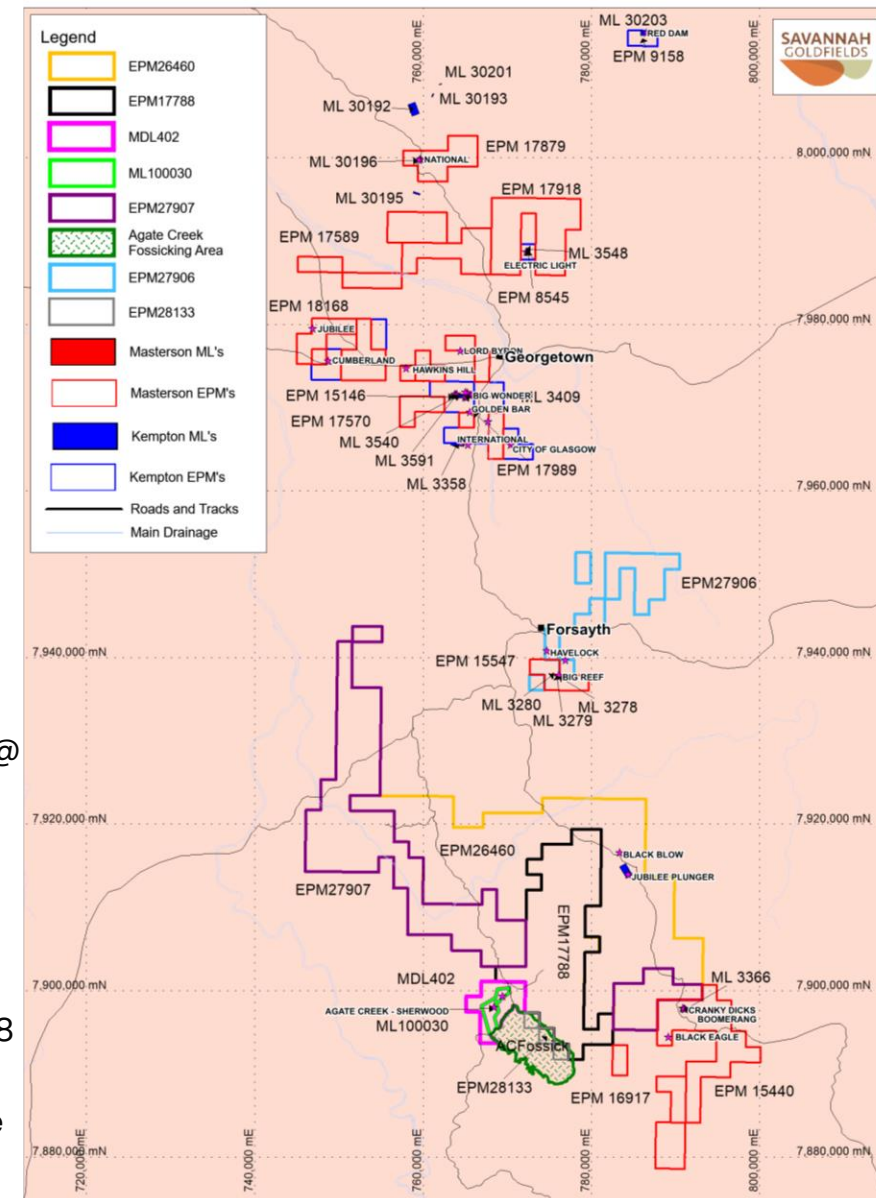 Legend
EPM26460
EPM17788
MDL402
ML100030
EPM27907
Agate Creek
Fossicking Area
EPM27906
EPM28133
Masterson ML's
Masterson EPM's
Kempton ML's
Kempton EPM's
Roads and Tracks
Main Drainage
SAVANNAH
GOLDFIELDS
760,000 mE
780,000 mE
ML 30203
RED DAM
EPM 9158
ML 30201
ML 30193
ML 30192
EPM 17879
ML 30196
NATIONAL
8,000,000 mN
ML 30195
EPM 17918
EPM 17589
ML 3548
ELECTRIC LIGHT
EPM 8545
EPM 18168
JUBILEE
7,980,000 mN
LORD BYRON
Georgetown
CUMBERLAND
HAWKINS HILL
EPM 15146
BIG WONDER
ML 3409
GOLDEN BAR
EPM 17570
ML 3540
INTERNATIONAL
CITY OF GLASGOW
ML 3591
EPM 17989
ML 3358
7,960,000 mN
EPM27906
Forsayth
7,940,000 mN
7,940,000 mN
HAVELOCK
EPM 15547
BIG REEF
ML 3280
ML 3278
ML 3279
@
7,920,000 mN
7,920,000 mN
EPM26460
BLACK BLOW
JUBILEE PLUNGER
EPM27907
EPM17788
MDL402
ML 3366
7,900,000 mN
7,900,000 mN
AGATE CREEK - SHERWOOD
CRANKY DICKS
BOOMERANG
ML100030
8
BLACK EAGLE
ACFossick
EPM28133
EPM 16917
EPM 15440
e
7,880,000 mN
7,880,000 mN
720,000 mE
740,000 mE
760,000 mE
780,000 mE
800,000 mE